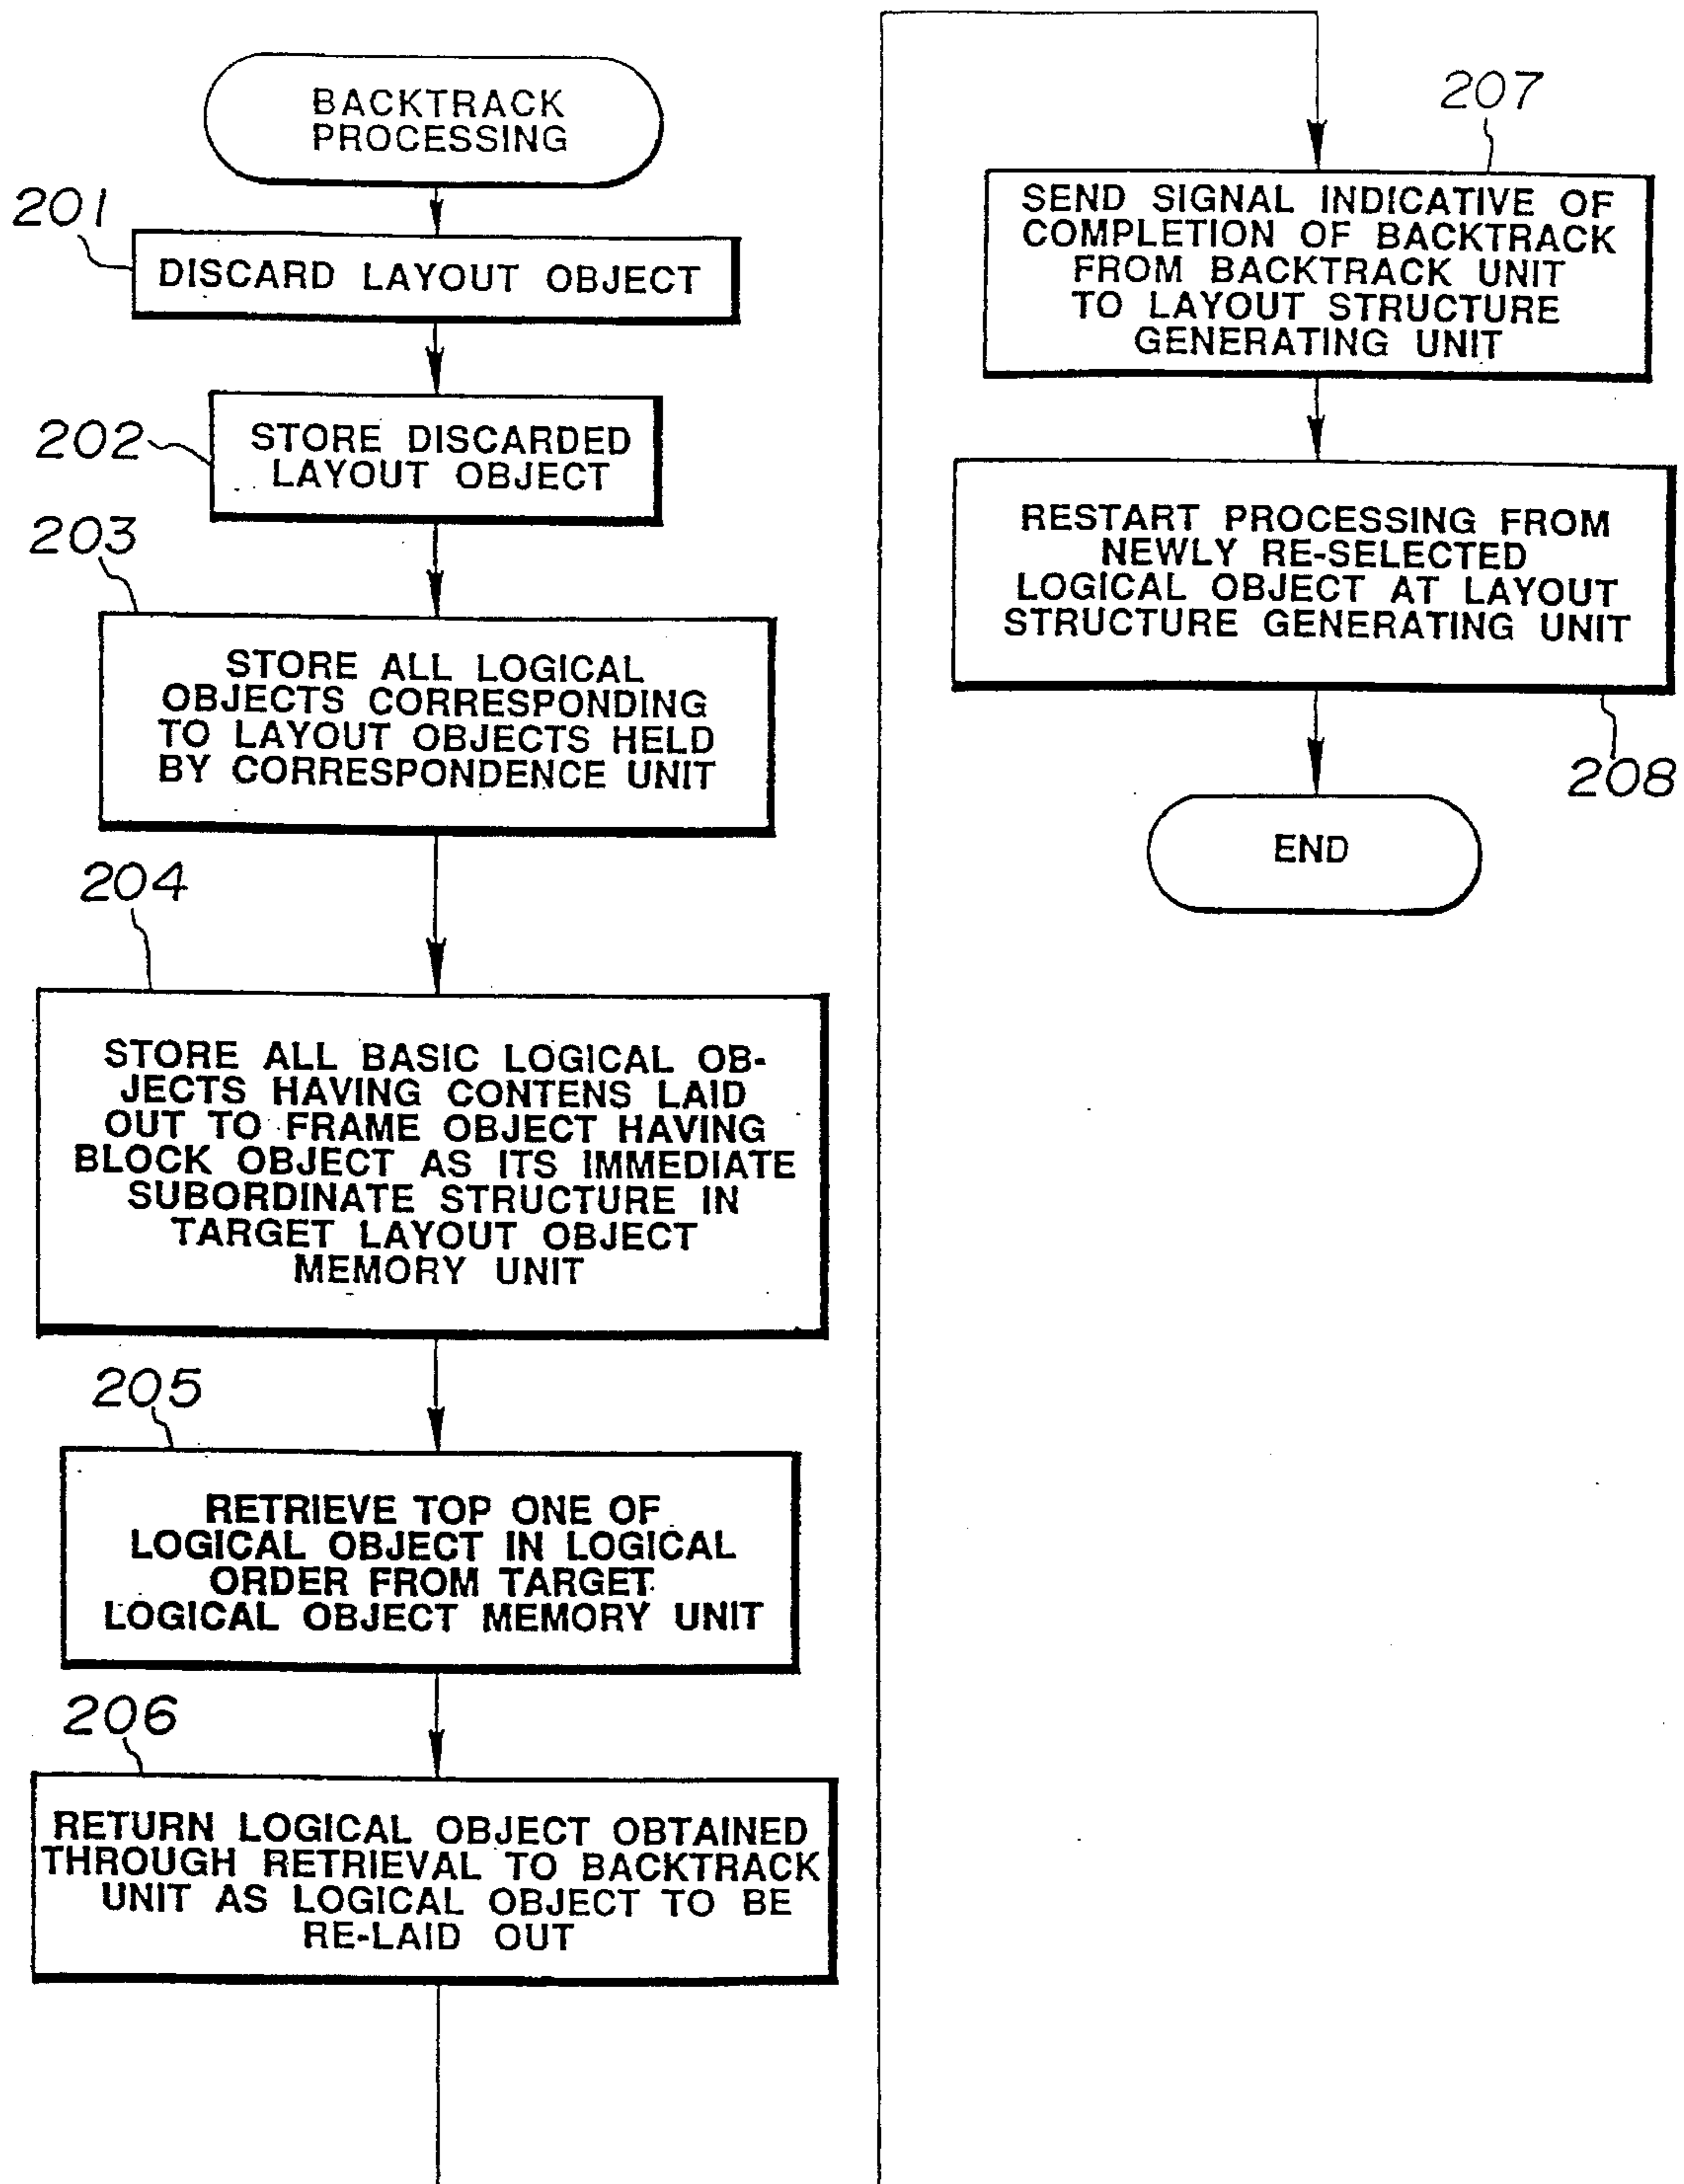 BACKTRACK
PROCESSING
201
DISCARD LAYOUT OBJECT
202
STORE DISCARDED
LAYOUT OBJECT
203
STORE ALL LOGICAL
OBJECTS CORRESPONDING
TO LAYOUT OBJECTS HELD
BY CORRESPONDENCE UNIT
204
STORE ALL BASIC LOGICAL OB-
JECTS HAVING CONTENS LAID
OUT TO FRAME OBJECT HAVING
BLOCK OBJECT AS ITS IMMEDIATE
SUBORDINATE STRUCTURE IN
TARGET LAYOUT OBJECT
MEMORY UNIT
205
RETRIEVE TOP ONE OF
LOGICAL OBJECT IN LOGICAL
ORDER FROM TARGET
LOGICAL OBJECT MEMORY UNIT
206
RETURN LOGICAL OBJECT OBTAINED
THROUGH RETRIEVAL TO BACKTRACK
UNIT AS LOGICAL OBJECT TO BE
RE-LAID OUT
207
SEND SIGNAL INDICATIVE OF
COMPLETION OF BACKTRACK
FROM BACKTRACK UNIT
TO LAYOUT STRUCTURE
GENERATING UNIT
RESTART PROCESSING FROM
NEWLY RE-SELECTED
LOGICAL OBJECT AT LAYOUT
STRUCTURE GENERATING UNIT
208
END